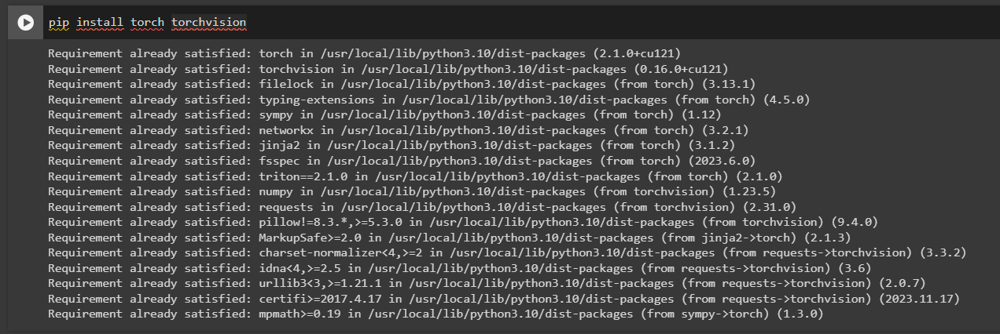 pip install torch torchvision
Requirement already satisfied: torch in /usr/local/lib/python3.10/dist-packages (2.1.0+cu121)
Requirement already satisfied: torchvision in /usr/local/lib/python3.10/dist-packages (0.16.0+cu121)
Requirement already satisfied: filelock in /usr/local/lib/python3.10/dist-packages (from torch) (3.13.1)
Requirement already satisfied: typing-extensions in /usr/local/lib/python3.10/dist-packages (from torch) (4.5.0)
Requirement already satisfied: sympy in /usr/local/lib/python3.10/dist-packages (from torch) (1.12)
Requirement already satisfied: networkx in /usr/local/lib/python3.10/dist-packages (from torch) (3.2.1)
Requirement already satisfied: jinja2 in /usr/local/lib/python3.10/dist-packages (from torch) (3.1.2)
Requirement already satisfied: fsspec in /usr/local/lib/python3.10/dist-packages (from torch) (2023.6.0)
Requirement already satisfied: triton==2.1.0 in /usr/local/lib/python3.10/dist-packages (from torch) (2.1.0)
Requirement already satisfied: numpy in /usr/local/lib/python3.10/dist-packages (from torchvision) (1.23.5)
Requirement already satisfied: requests in /usr/local/lib/python3.10/dist-packages (from torchvision) (2.31.0)
Requirement already satisfied: pillow!=8.3.*,>=5.3.0 in /usr/local/lib/python3.10/dist-packages (from torchvision) (9.4.0)
Requirement already satisfied: MarkupSafe>=2.0 in /usr/local/lib/python3.10/dist-packages (from jinja2->torch) (2.1.3)
Requirement already satisfied: charset-normalizer<4,>=2 in /usr/local/lib/python3.10/dist-packages (from requests->torchvision) (3.3.2)
Requirement already satisfied: idna<4,>=2.5 in /usr/local/lib/python3.10/dist-packages (from requests->torchvision) (3.6)
Requirement already satisfied: urllib3<3,>=1.21.1 in /usr/local/lib/python3.10/dist-packages (from requests->torchvision) (2.0.7)
Requirement already satisfied: certifi>=2017.4.17 in /usr/local/lib/python3.10/dist-packages (from requests->torchvision) (2023.11.17)
Requirement already satisfied: mpmath>=0.19 in /usr/local/lib/python3.10/dist-packages (from sympy->torch) (1.3.0)